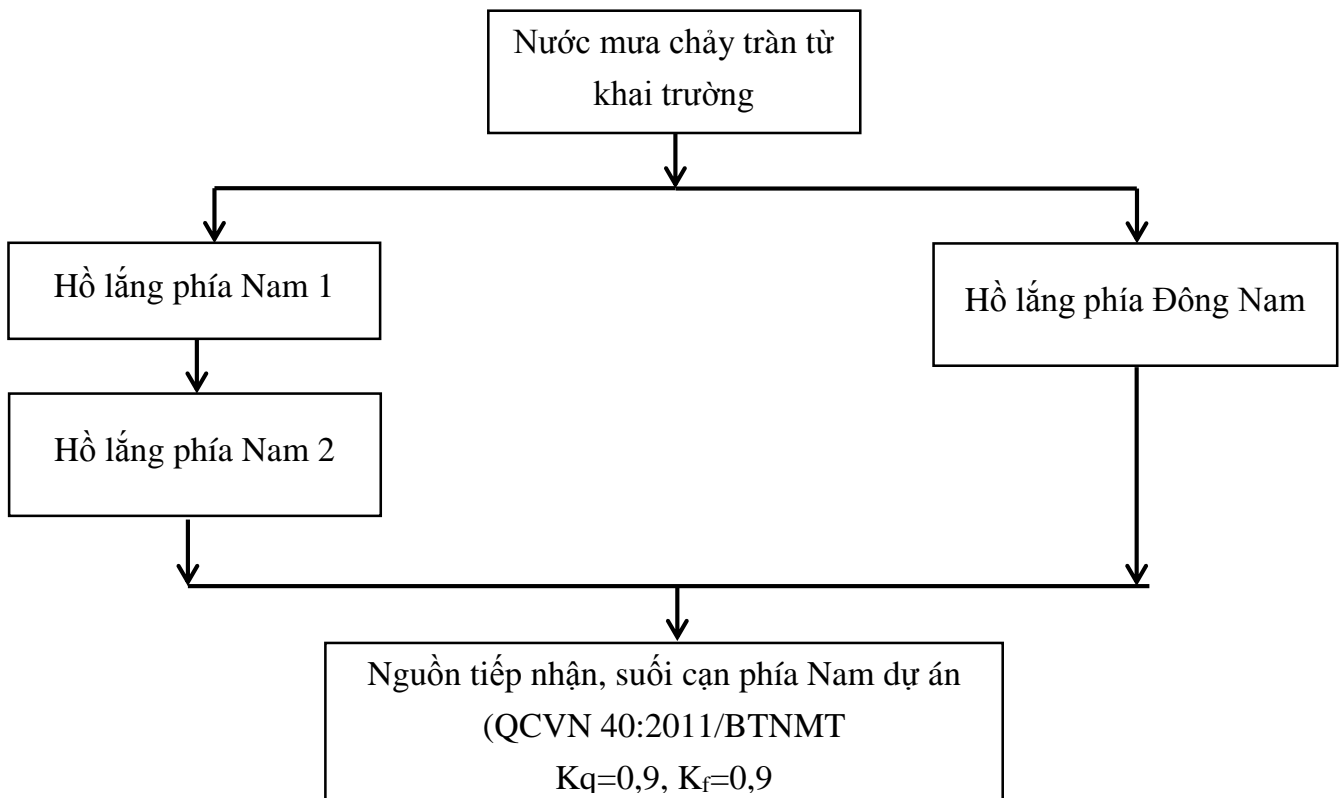 Nước mưa chảy tràn từ
khai trường
Hồ lắng phía Nam 1
Hồ lắng phía Đông Nam
Hồ lắng phía Nam 2
Nguồn tiếp nhận, suối cạn phía Nam dự án
(QCVN 40:2011/BTNMT
Kq=0,9, Kf=0,9